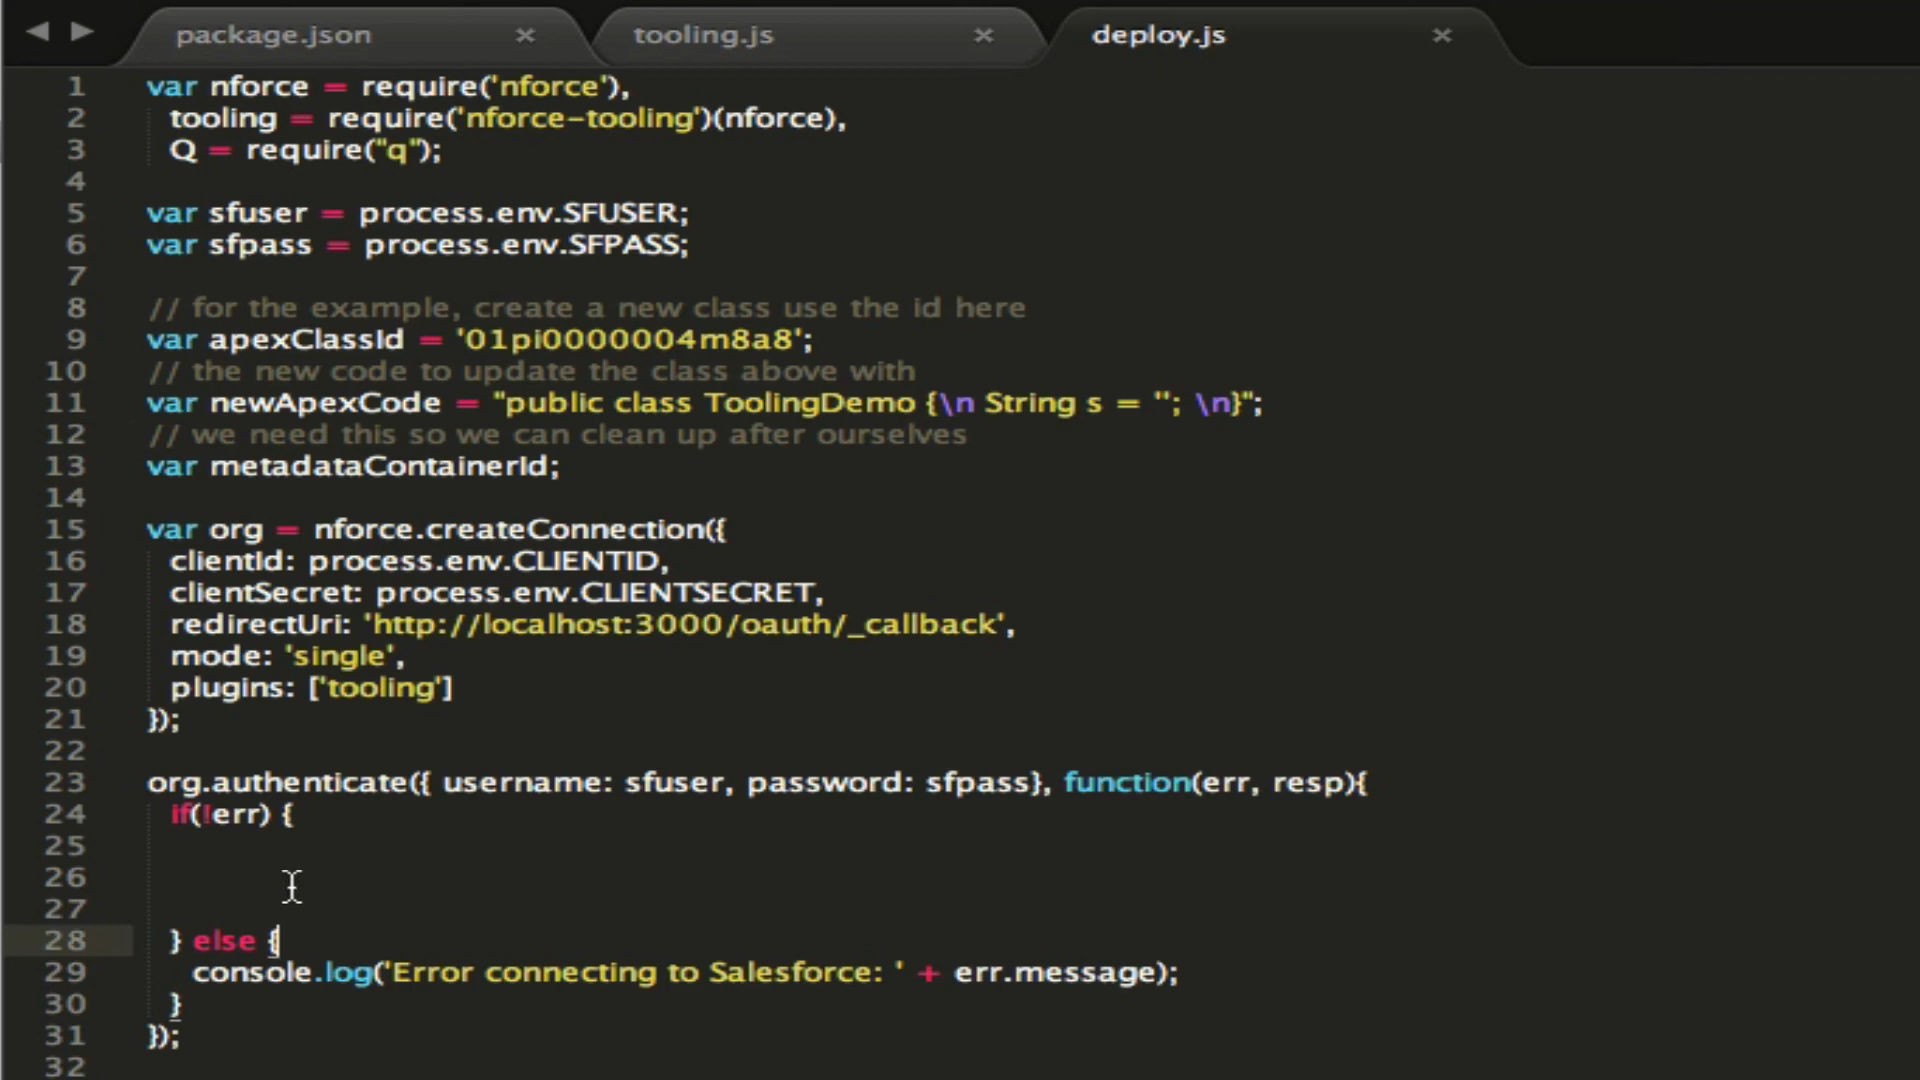 package.json × tooling.js × deploy.js ×
1 var nforce = require('nforce'),
2 tooling = require('nforce-tooling')(nforce),
3 Q = require("q");
4
5 var sfuser = process.env.SFUSER;
6 var sfpass = process.env.SFPASS;
7
8 // for the example, create a new class use the id here
9 var apexClassId = '01pi0000004m8a8';
10 // the new code to update the class above with
11 var newApexCode = "public class ToolingDemo {\n String s = ''; \n}";
12 // we need this so we can clean up after ourselves
13 var metadataContainerId;
14
15 var org = nforce.createConnection({
16 clientId: process.env.CLIENTID,
17 clientSecret: process.env.CLIENTSECRET,
18 redirectUri: 'http://localhost:3000/oauth/_callback',
19 mode: 'single',
20 plugins: ['tooling']
21 });
22
23 org.authenticate({ username: sfuser, password: sfpass}, function(err, resp){
24 if(!err) {
25
26
27
28 } else {
29 console.log('Error connecting to Salesforce: ' + err.message);
30 }
31 });
32